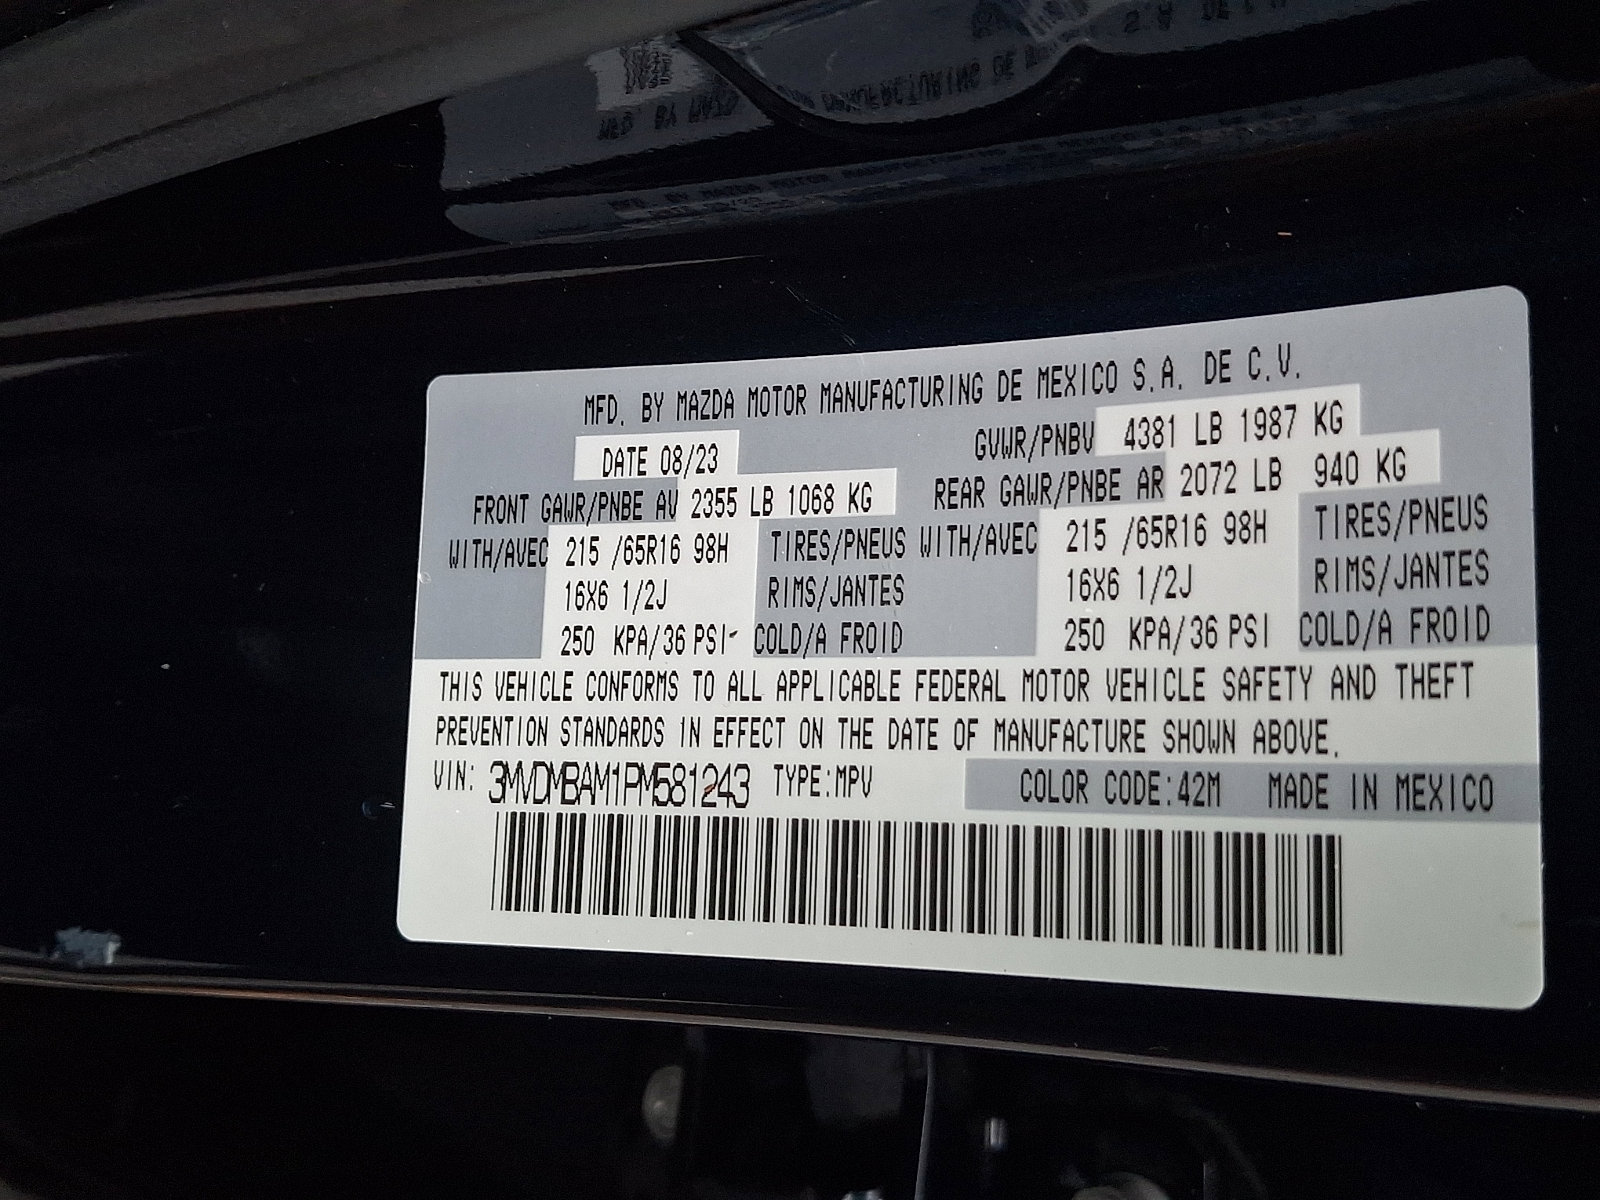 MFD. BY MAZDA MOTOR MANUFACTURING DE MEXICO S.A. DE C.V.
DATE 08/23 GVWR/PNBV 4381 LB 1987 KG
FRONT GAWR/PNBE AV 2355 LB 1068 KG REAR GAWR/PNBE AR 2072 LB 940 KG
WITH/AVEC 215 /65R16 98H TIRES/PNEUS WITH/AVEC 215 /65R16 98H TIRES/PNEUS
16X6 1/2J RIMS/JANTES 16X6 1/2J RIMS/JANTES
250 KPA/36 PSI COLD/A FROID 250 KPA/36 PSI COLD/A FROID
THIS VEHICLE CONFORMS TO ALL APPLICABLE FEDERAL MOTOR VEHICLE SAFETY AND THEFT
PREVENTION STANDARDS IN EFFECT ON THE DATE OF MANUFACTURE SHOWN ABOVE.
VIN: 3MVDMBAM1PM581243 TYPE:MPV COLOR CODE:42M MADE IN MEXICO